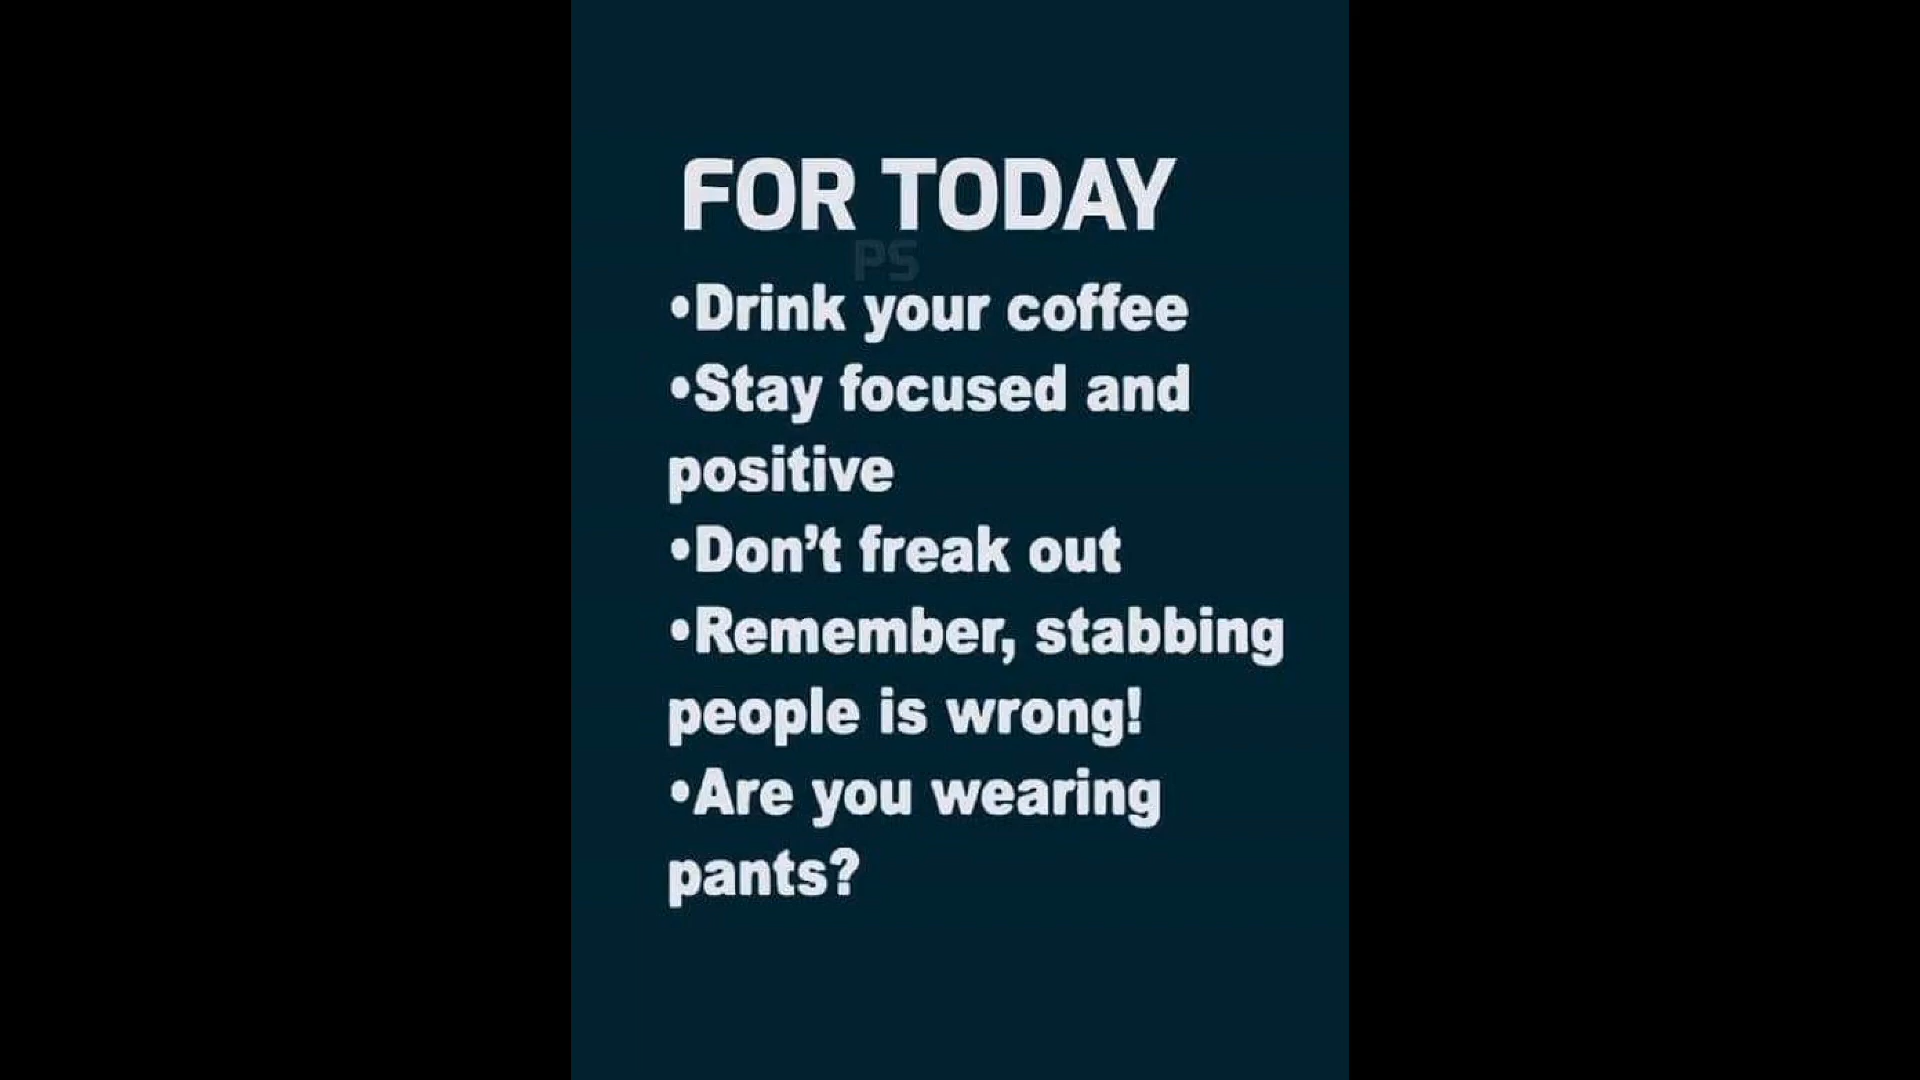 FOR TODAY
PS
•Drink your coffee
•Stay focused and
positive
•Don’t freak out
•Remember, stabbing
people is wrong!
•Are you wearing
pants?